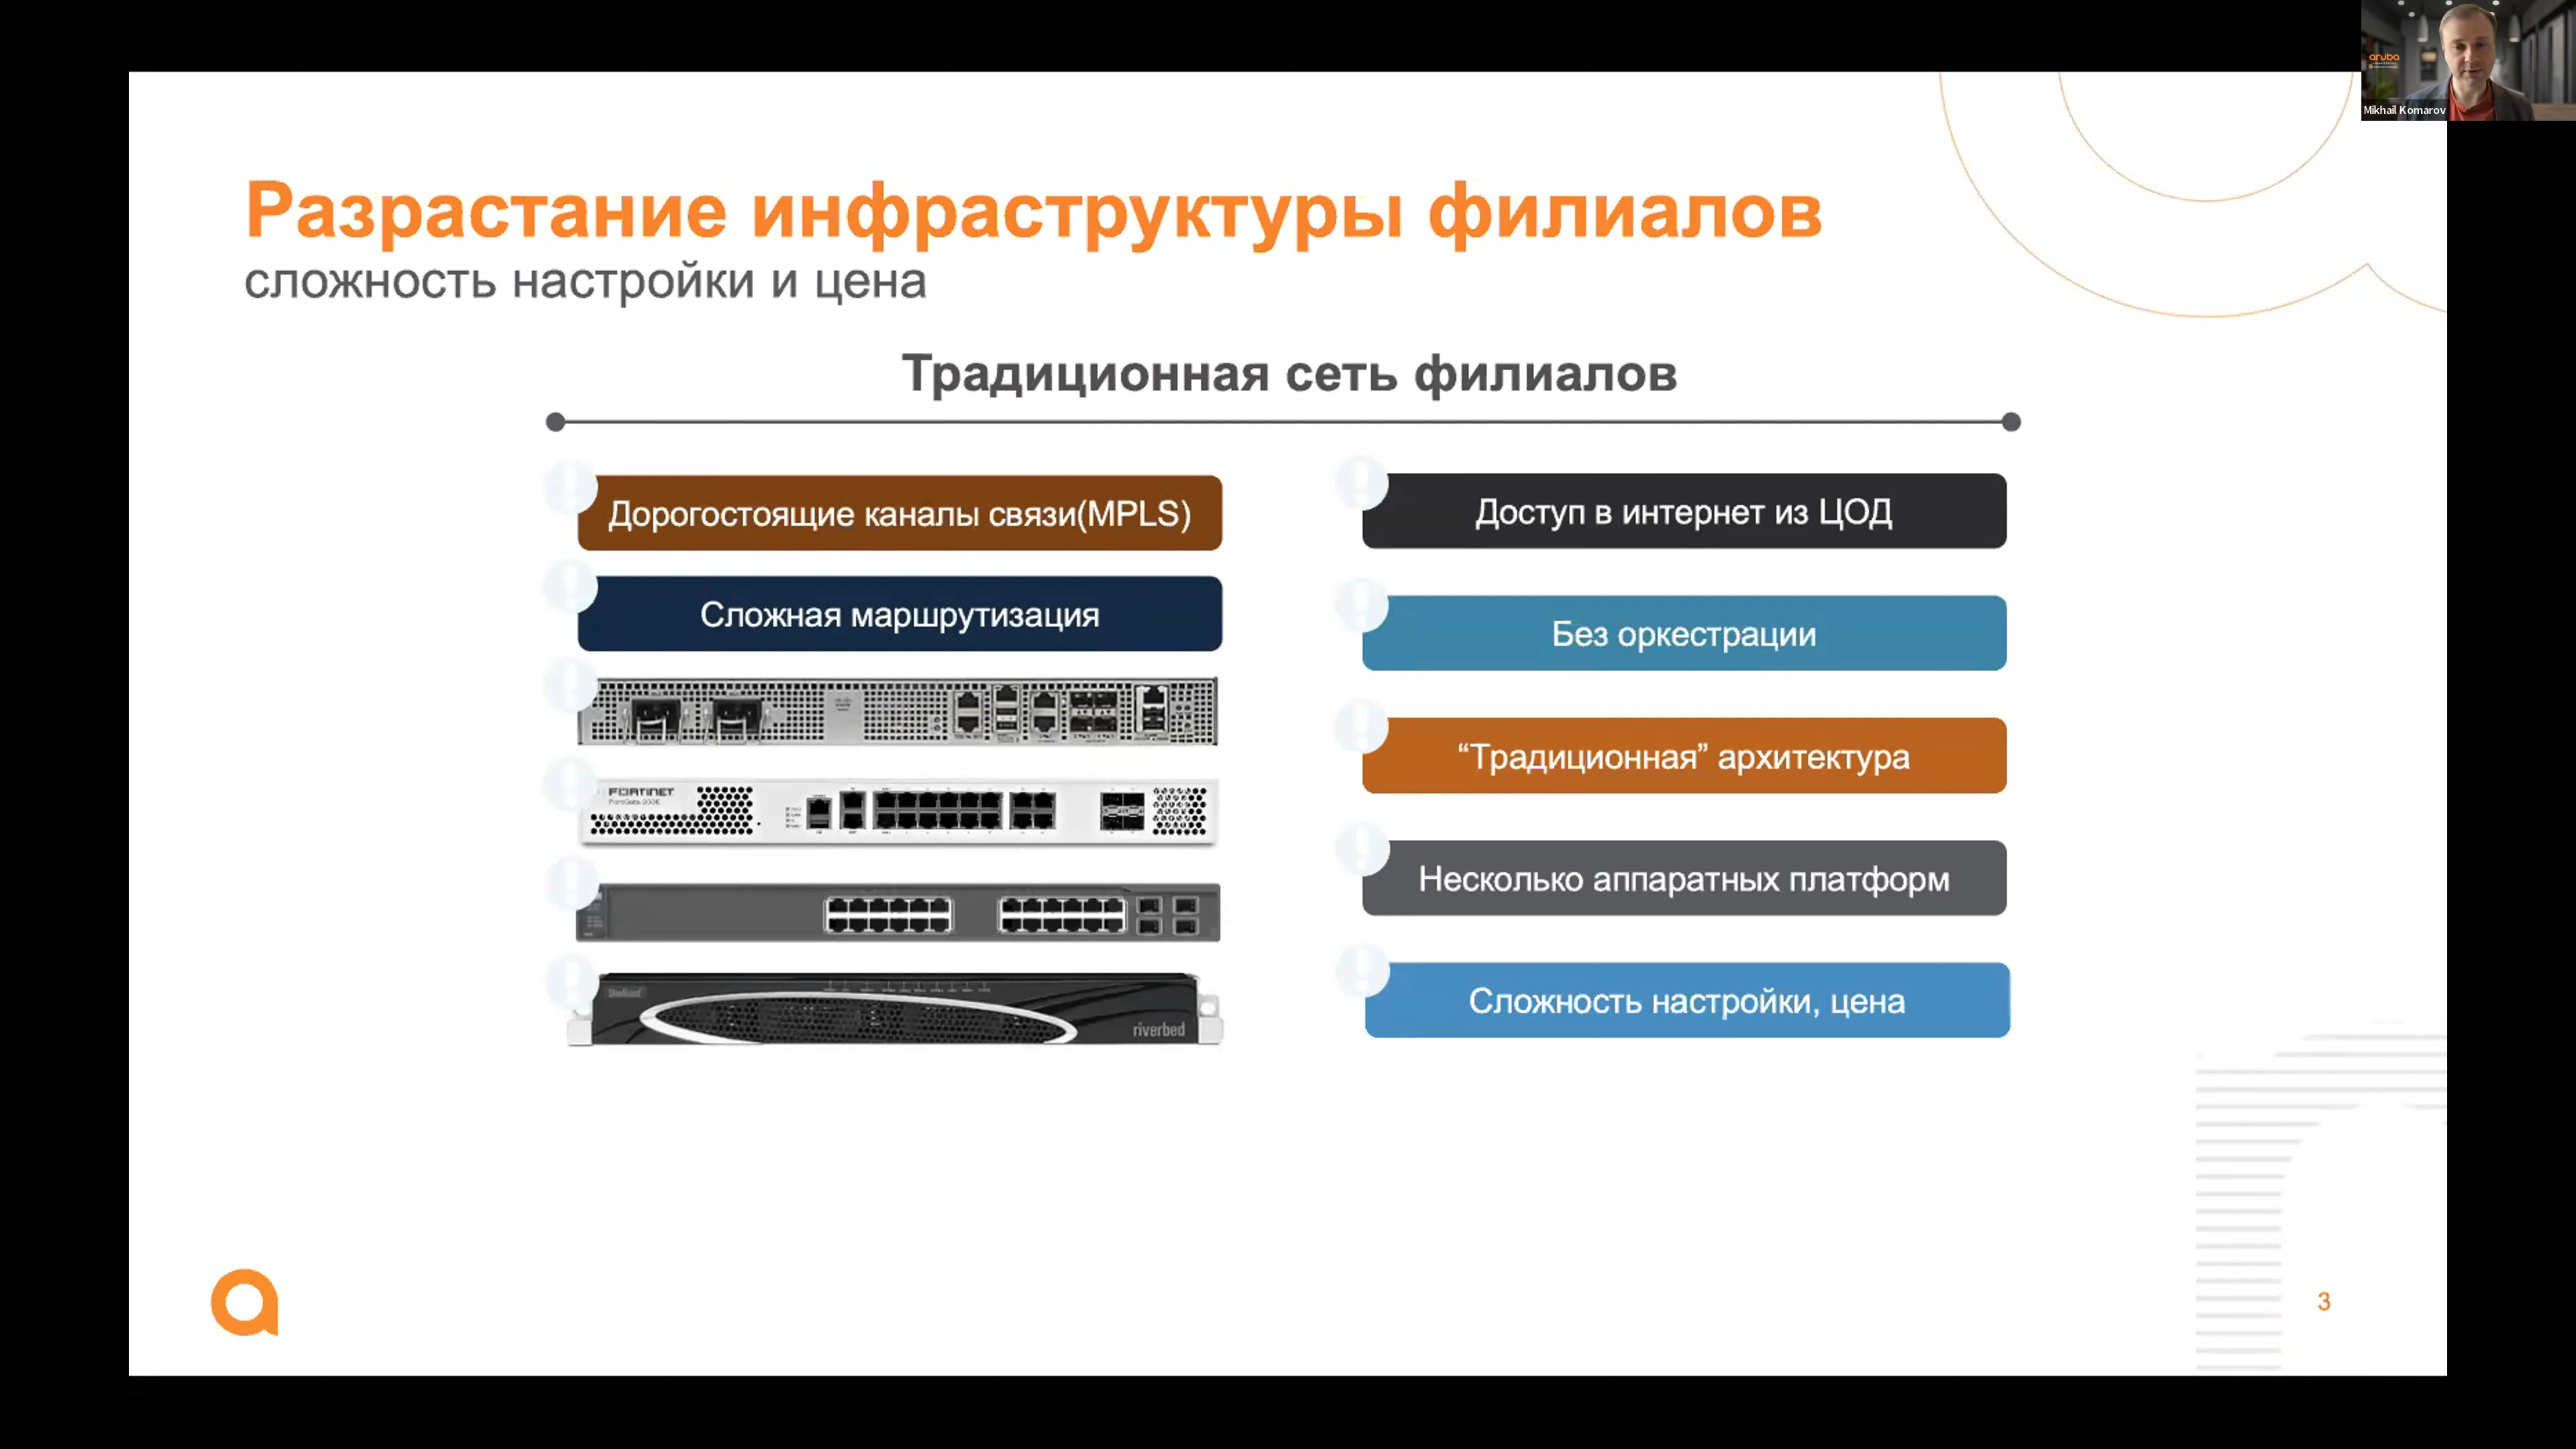 aruba
Mikhail Komarov
Разрастание инфраструктуры филиалов
сложность настройки и цена
Традиционная сеть филиалов
Дорогостоящие каналы связи(MPLS)
Сложная маршрутизация
FORTINET
riverbed
Доступ в интернет из ЦОД
Без оркестрации
“Традиционная” архитектура
Несколько аппаратных платформ
Сложность настройки, цена
3